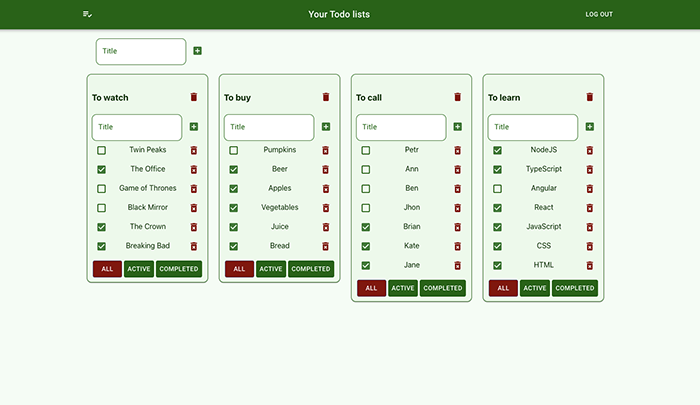 Your Todo lists
LOG OUT
Title
To watch
Title
Twin Peaks
The Office
Game of Thrones
Black Mirror
The Crown
Breaking Bad
ALL ACTIVE COMPLETED
To buy
Title
Pumpkins
Beer
Apples
Vegetables
Juice
Bread
ALL ACTIVE COMPLETED
To call
Title
Petr
Ann
Ben
Jhon
Brian
Kate
Jane
ALL ACTIVE COMPLETED
To learn
Title
NodeJS
TypeScript
Angular
React
JavaScript
CSS
HTML
ALL ACTIVE COMPLETED